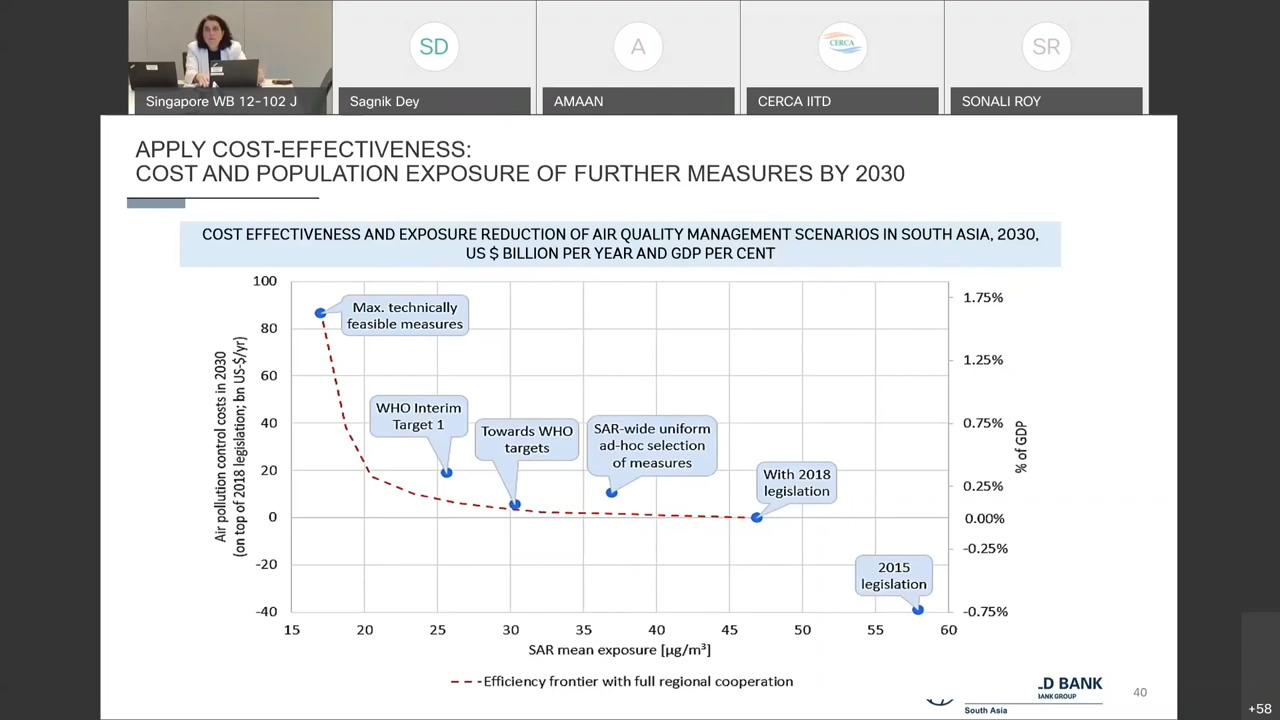 SD
A
CERCA
SR
Singapore WB 12-102 J
Sagnik Dey
AMAAN
CERCA IITD
SONALI ROY
APPLY COST-EFFECTIVENESS:
COST AND POPULATION EXPOSURE OF FURTHER MEASURES BY 2030
COST EFFECTIVENESS AND EXPOSURE REDUCTION OF AIR QUALITY MANAGEMENT SCENARIOS IN SOUTH ASIA, 2030,
US $ BILLION PER YEAR AND GDP PER CENT
Air pollution control costs in 2030
(on top of 2018 legislation; bn US-$/yr)
100
80
60
40
20
0
-20
-40
Max. technically
feasible measures
WHO Interim
Target 1
Towards WHO
targets
SAR-wide uniform
ad-hoc selection
of measures
With 2018
legislation
2015
legislation
1.75%
1.25%
0.75%
0.25%
0.00%
-0.25%
-0.75%
% of GDP
15
20
25
30
35
40
45
50
55
60
SAR mean exposure [µg/m³]
Efficiency frontier with full regional cooperation
LD BANK
BANK GROUP
South Asia
40
+58